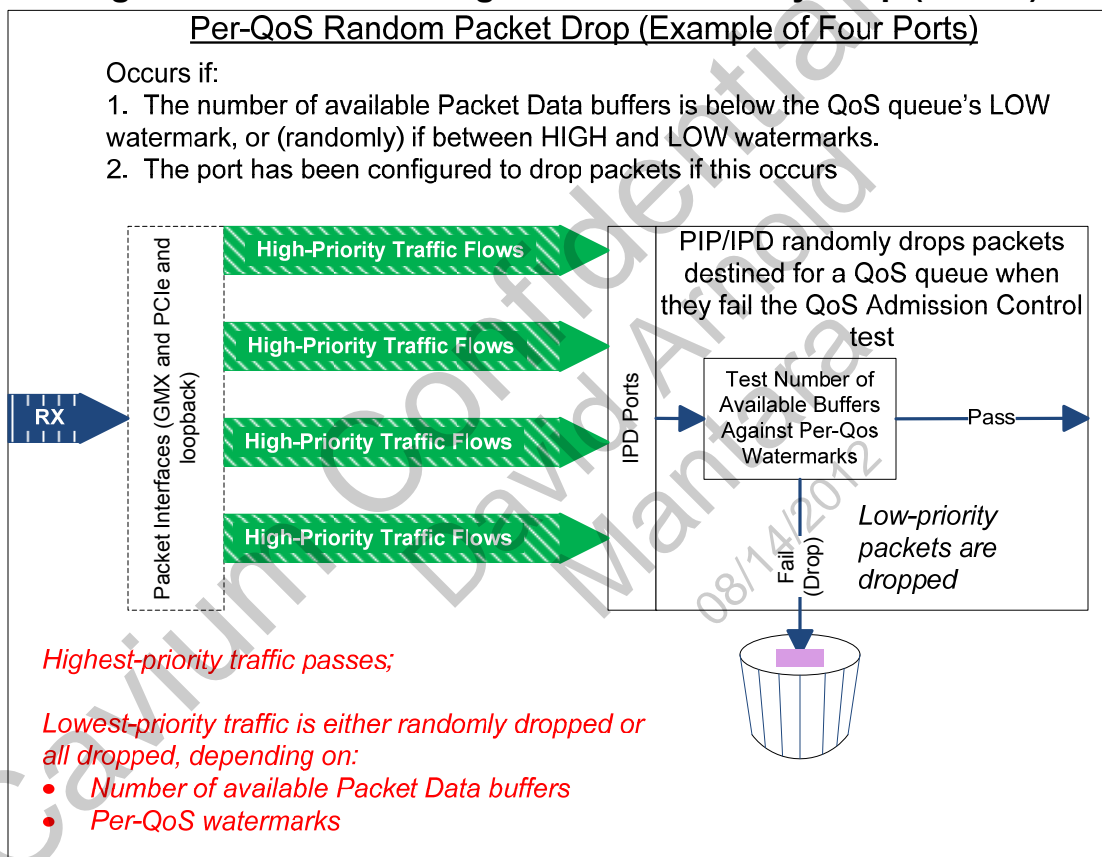 Per-QoS Random Packet Drop (Example of Four Ports)
Occurs if:
1. The number of available Packet Data buffers is below the QoS queue's LOW
watermark, or (randomly) if between HIGH and LOW watermarks.
2. The port has been configured to drop packets if this occurs
RX
Packet Interfaces (GMX and PCIe and
loopback)
High-Priority Traffic Flows
High-Priority Traffic Flows
High-Priority Traffic Flows
High-Priority Traffic Flows
IPD Ports
PIP/IPD randomly drops packets
destined for a QoS queue when
they fail the QoS Admission Control
test
Test Number of
Available Buffers
Against Per-Qos
Watermarks
Pass
Fail
(Drop)
Low-priority
packets are
dropped
Highest-priority traffic passes;
Lowest-priority traffic is either randomly dropped or
all dropped, depending on:
• Number of available Packet Data buffers
• Per-QoS watermarks
Cavium Confidential
David Arnold
Mantara
08/14/2012